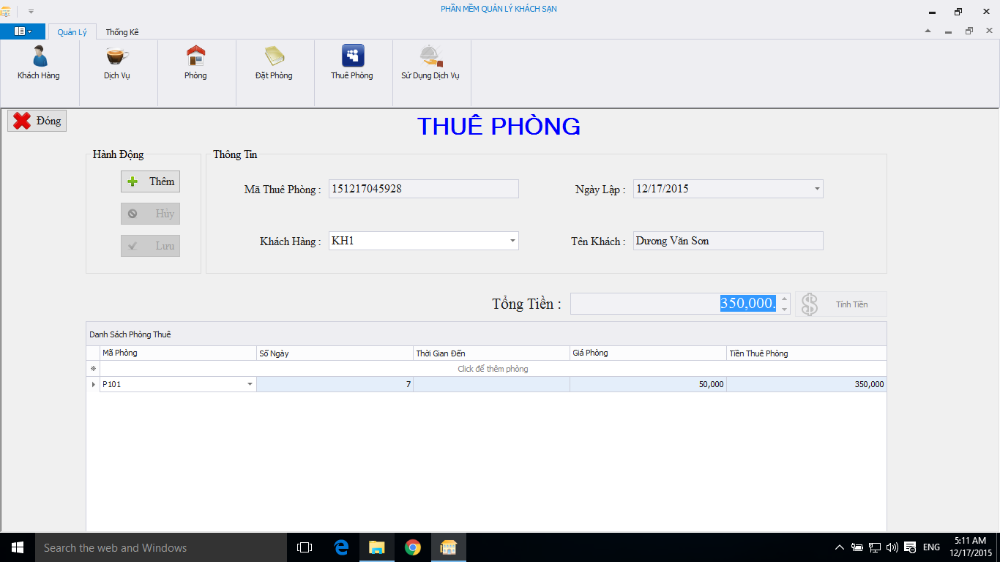 PHẦN MỀM QUẢN LÝ KHÁCH SẠN
Quản Lý Thống Kê
Khách Hàng Dịch Vụ Phòng Đặt Phòng Thuê Phòng Sử Dụng Dịch Vụ
Đóng
THUÊ PHÒNG
Hành Động Thông Tin
Thêm
Mã Thuê Phòng : 151217045928 Ngày Lập : 12/17/2015
Hủy
Khách Hàng : KH1 Tên Khách : Dương Văn Sơn
Lưu
Tổng Tiền : 350,000. Tính Tiền
Danh Sách Phòng Thuê
Mã Phòng Số Ngày Thời Gian Đến Giá Phòng Tiền Thuê Phòng
Click để thêm phòng
P101 7 50,000 350,000
Search the web and Windows
ENG
5:11 AM
12/17/2015